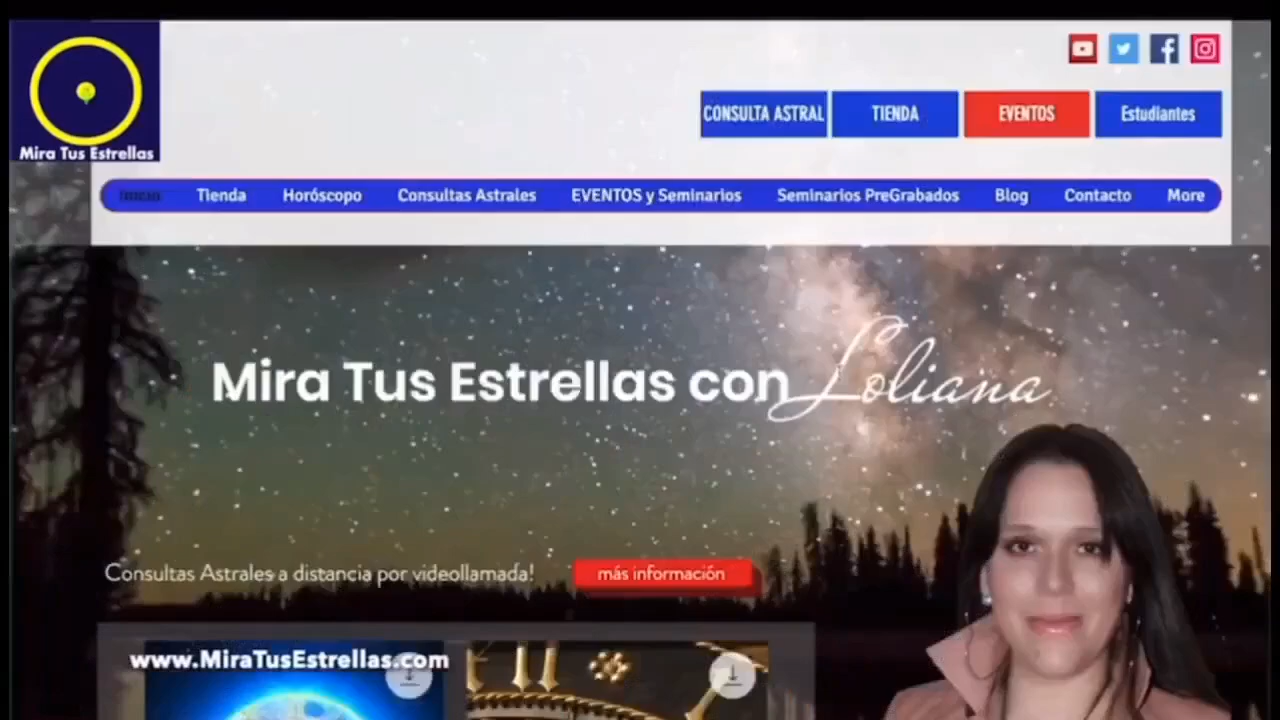 Mira Tus Estrellas
CONSULTA ASTRAL
TIENDA
EVENTOS
Estudiantes
Inicio
Tienda
Horóscopo
Consultas Astrales
EVENTOS y Seminarios
Seminarios PreGrabados
Blog
Contacto
More
Mira Tus Estrellas con Loliana
Consultas Astrales a distancia por videollamada!
más información
www.MiraTusEstrellas.com